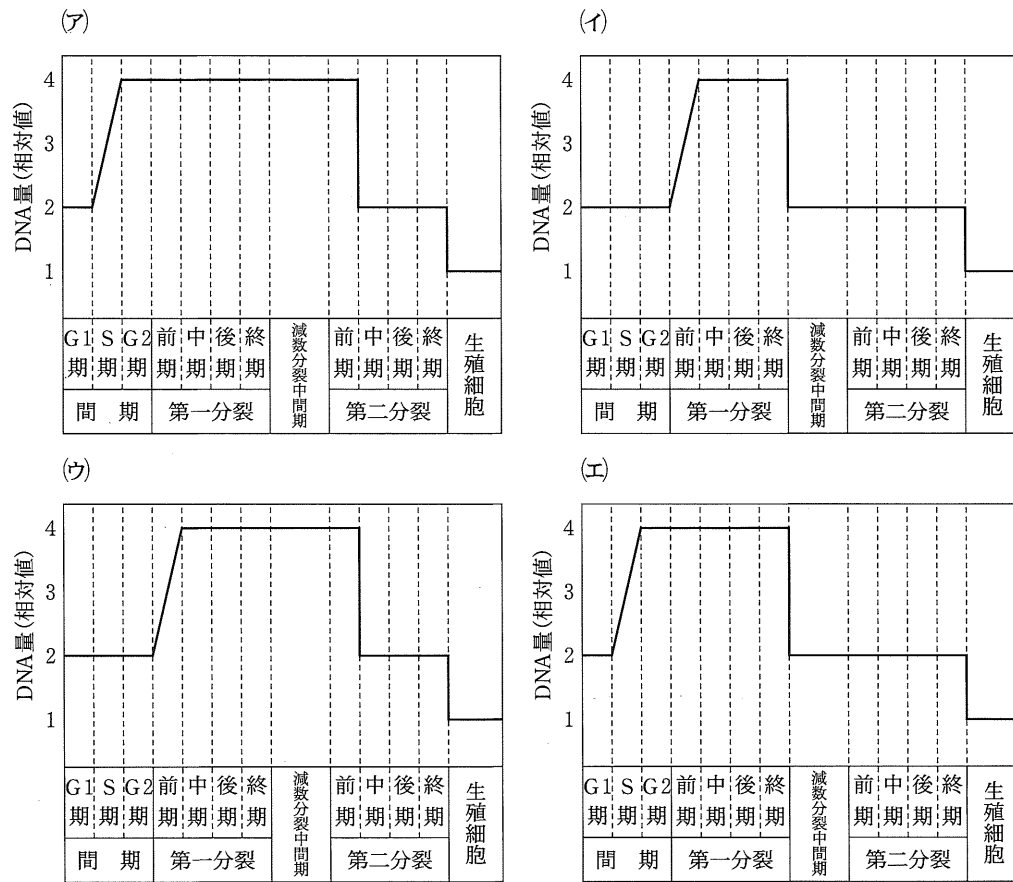 (ア)
DNA量(相対値)
4
3
2
1
G1期
S期
G2期
前期
中期
後期
終期
減数分裂中間期
前期
中期
後期
終期
生殖細胞
間 期
第一分裂
第二分裂
(イ)
DNA量(相対値)
4
3
2
1
G1期
S期
G2期
前期
中期
後期
終期
減数分裂中間期
前期
中期
後期
終期
生殖細胞
間 期
第一分裂
第二分裂
(ウ)
DNA量(相対値)
4
3
2
1
G1期
S期
G2期
前期
中期
後期
終期
減数分裂中間期
前期
中期
後期
終期
生殖細胞
間 期
第一分裂
第二分裂
(エ)
DNA量(相対値)
4
3
2
1
G1期
S期
G2期
前期
中期
後期
終期
減数分裂中間期
前期
中期
後期
終期
生殖細胞
間 期
第一分裂
第二分裂